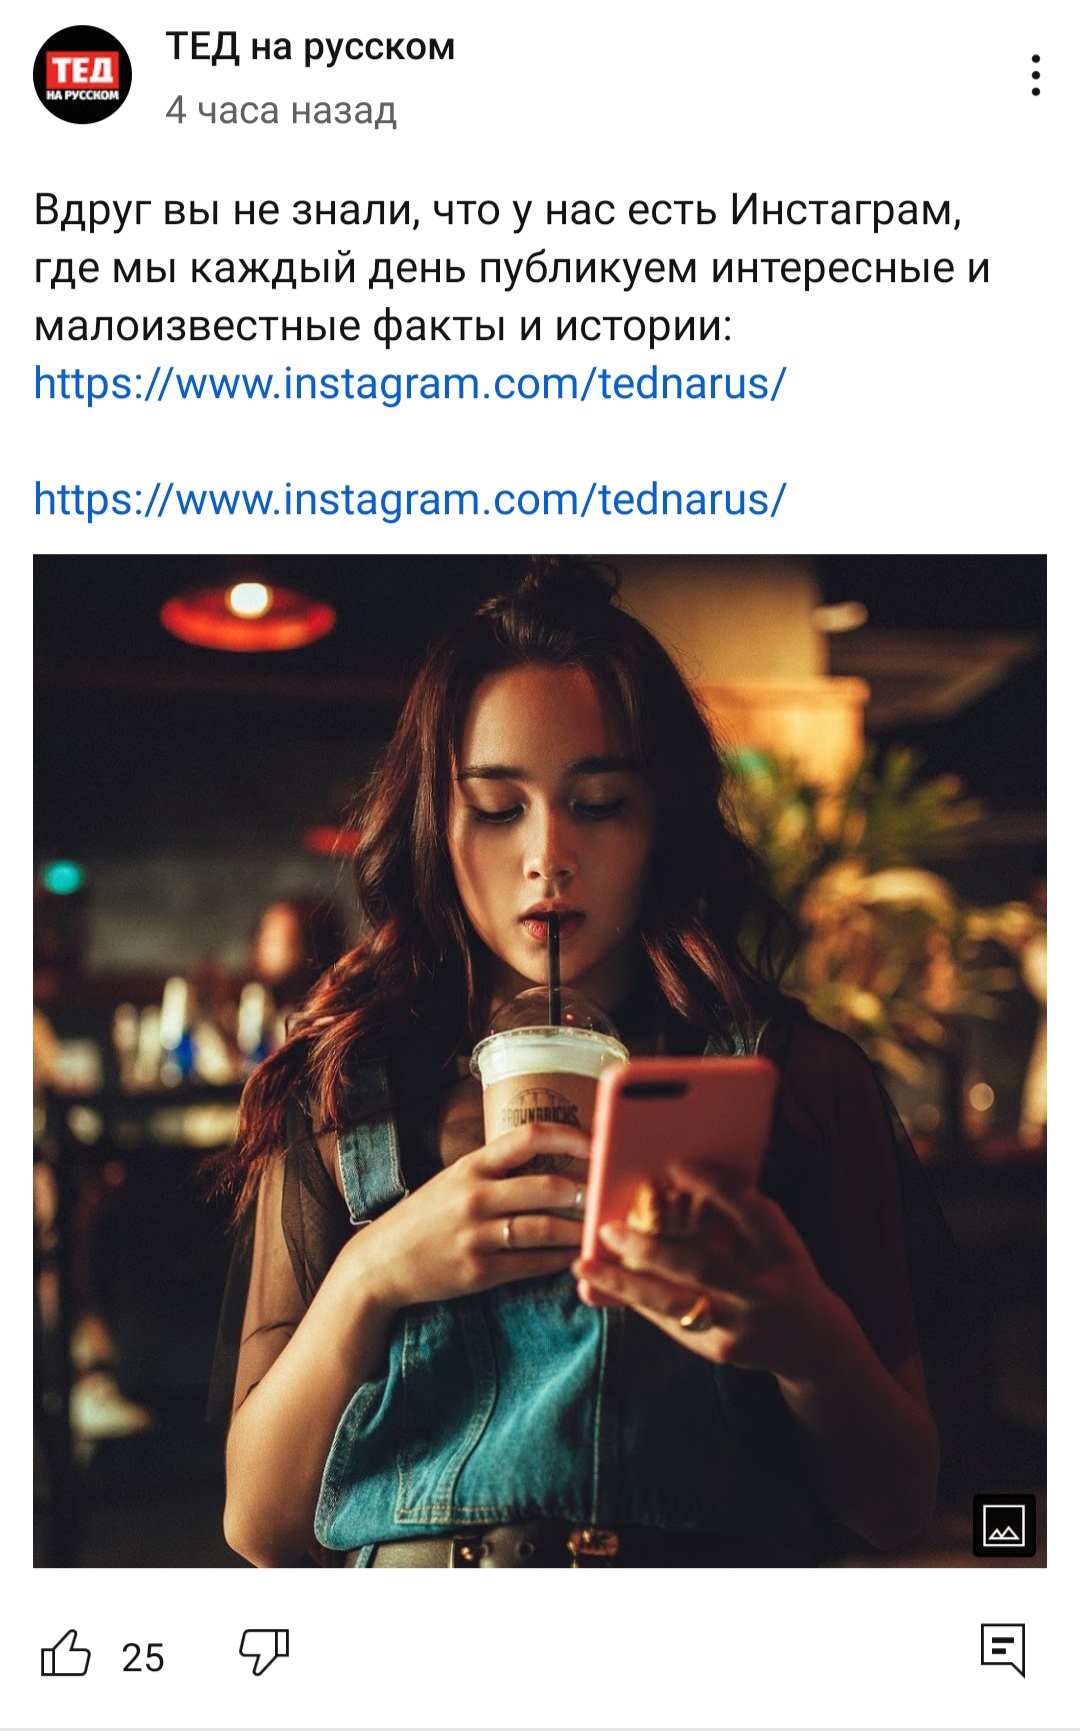 ТЕД
НА РУССКОМ
ТЕД на русском
4 часа назад
Вдруг вы не знали, что у нас есть Инстаграм,
где мы каждый день публикуем интересные и
малоизвестные факты и истории:
https://www.instagram.com/tednarus/
https://www.instagram.com/tednarus/
25